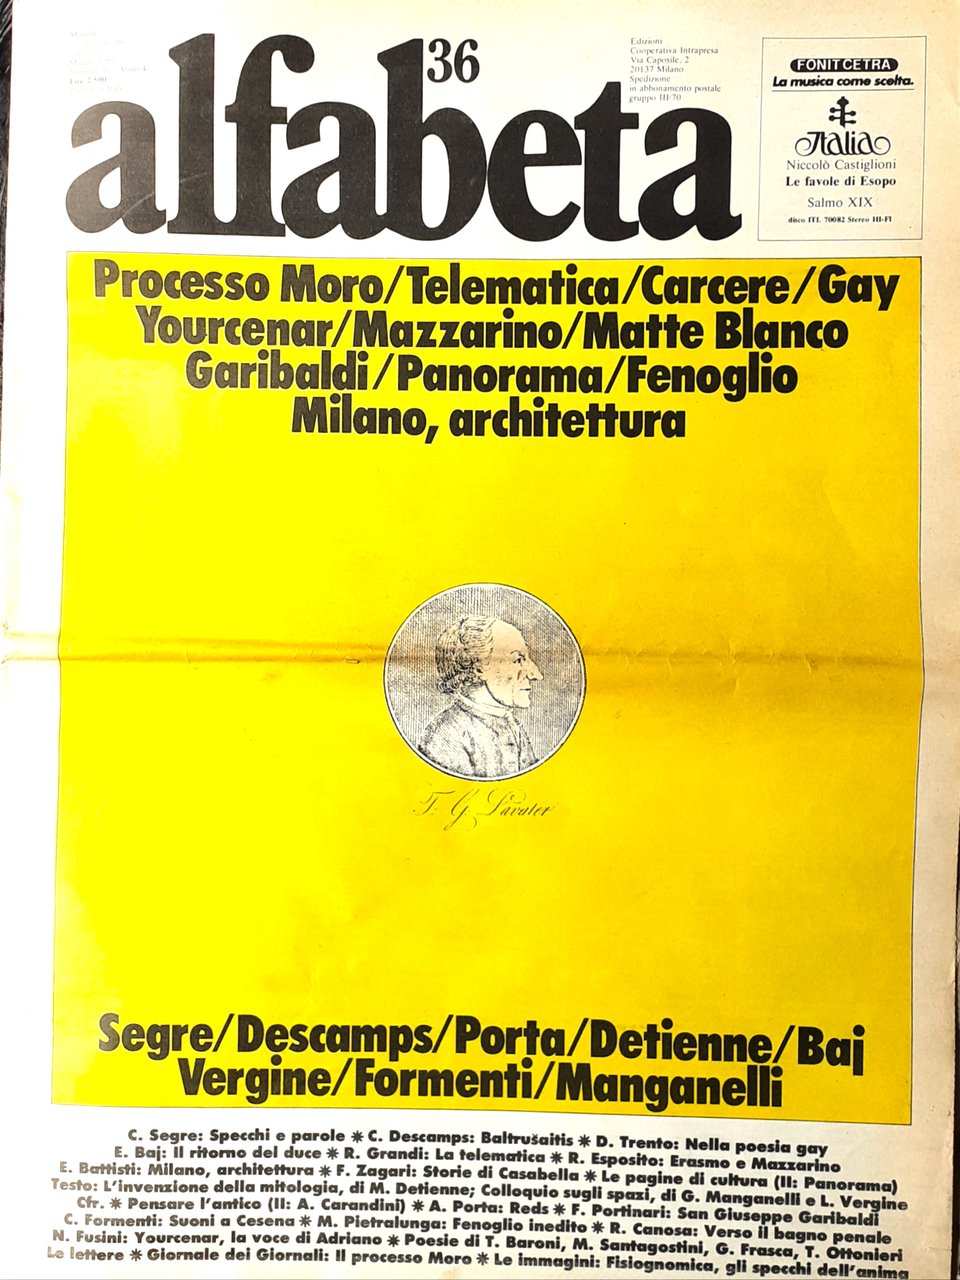 alfabeta
36
Anno 4
Lire 2.500
Edizioni
Cooperativa Intrapresa
Via Caposile, 2
20137 Milano
Spedizione
in abbonamento postale
gruppo III/70
FONIT CETRA
La musica come scelta.
Italia
Niccolò Castiglioni
Le favole di Esopo
Salmo XIX
disco ITL 70082 Stereo HI-FI
Processo Moro/Telematica/Carcere/Gay
Yourcenar/Mazzarino/Matte Blanco
Garibaldi/Panorama/Fenoglio
Milano, architettura
J. G. Lavater
Segre/Descamps/Porta/Detienne/Baj
Vergine/Formenti/Manganelli
C. Segre: Specchi e parole * C. Descamps: Baltrušaitis * D. Trento: Nella poesia gay
E. Baj: Il ritorno del duce * R. Grandi: La telematica * R. Esposito: Erasmo e Mazzarino
E. Battisti: Milano, architettura * F. Zagari: Storie di Casabella * Le pagine di cultura (II: Panorama)
Testo: L'invenzione della mitologia, di M. Detienne; Colloquio sugli spazi, di G. Manganelli e L. Vergine
Cfr. * Pensare l'antico (II: A. Carandini) * A. Porta: Reds * F. Portinari: San Giuseppe Garibaldi
C. Formenti: Suoni a Cesena * M. Pietralunga: Fenoglio inedito * R. Canosa: Verso il bagno penale
N. Fusini: Yourcenar, la voce di Adriano * Poesie di T. Baroni, M. Santagostini, G. Frasca, T. Ottonieri
Le lettere * Giornale dei Giornali: Il processo Moro * Le immagini: Fisiognomica, gli specchi dell'anima